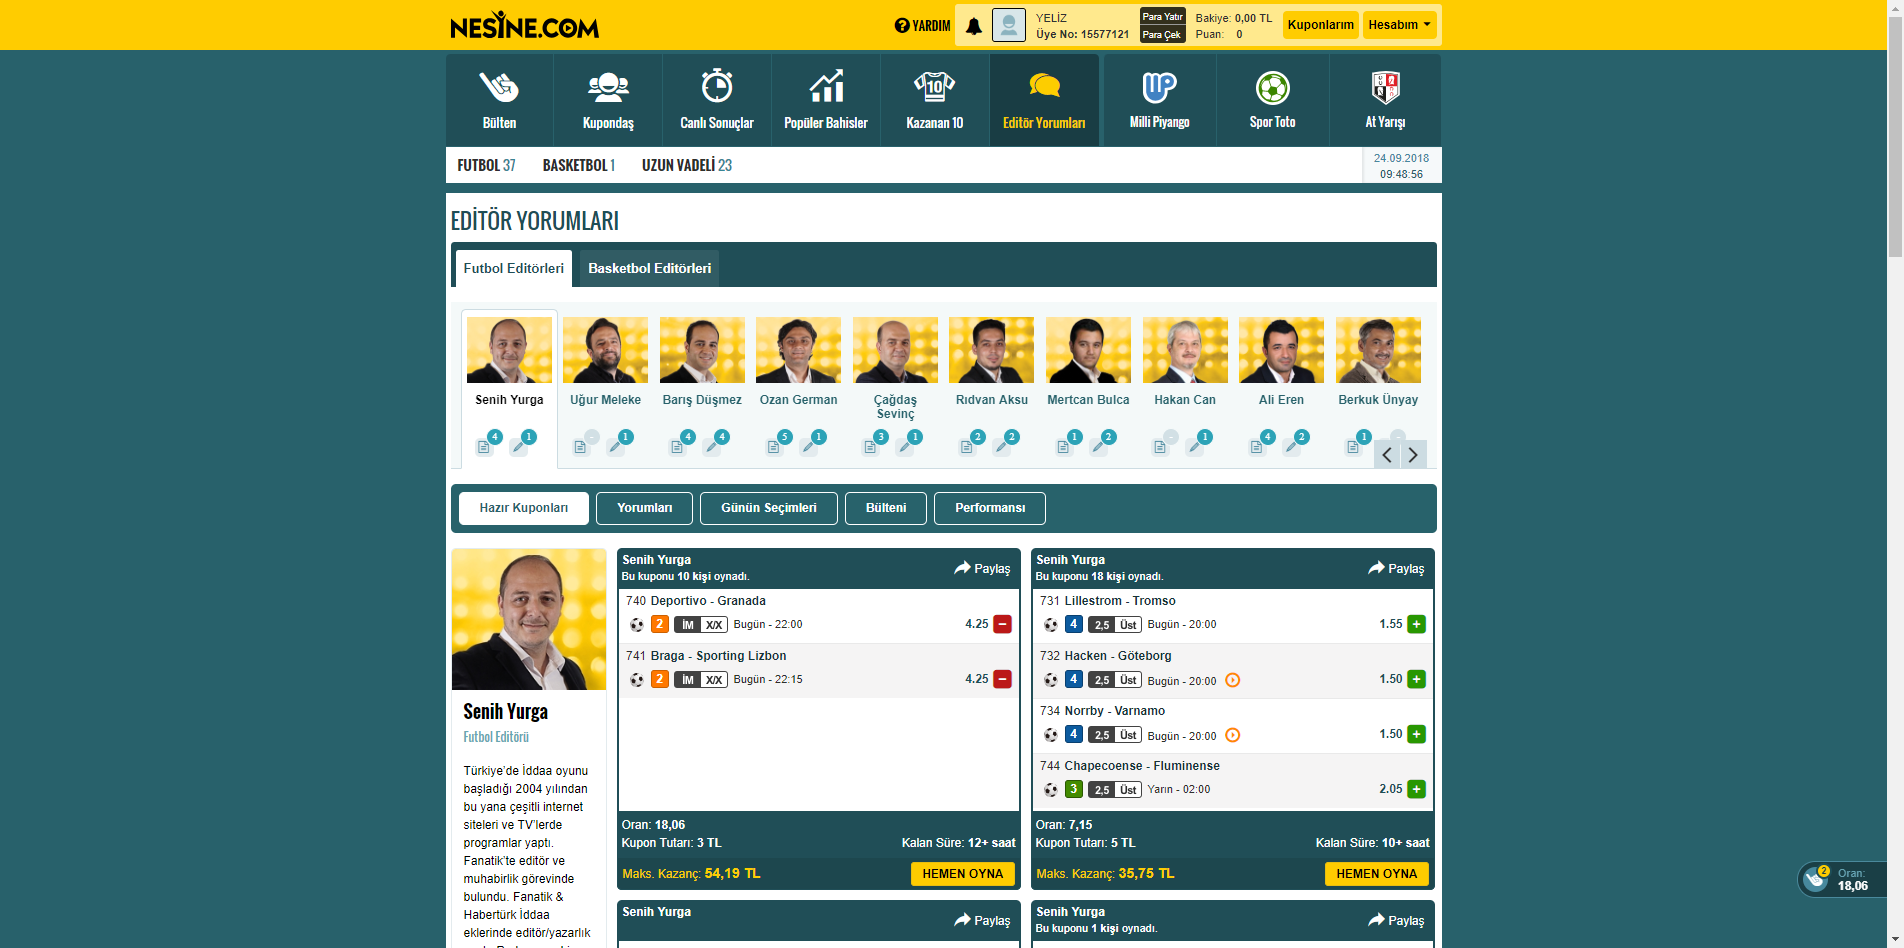 NESİNE.COM
YARDIM
YELİZ
Üye No: 15577121
Para Yatır
Para Çek
Bakiye: 0,00 TL
Puan: 0
Kuponlarım
Hesabım
Bülten
Kupondaş
Canlı Sonuçlar
Popüler Bahisler
10
Kazanan 10
Editör Yorumları
Milli Piyango
Spor Toto
At Yarışı
FUTBOL 37
BASKETBOL 1
UZUN VADELİ 23
24.09.2018
09:48:56
EDİTÖR YORUMLARI
Futbol Editörleri
Basketbol Editörleri
Senih Yurga
Uğur Meleke
Barış Düşmez
Ozan German
Çağdaş
Sevinç
Rıdvan Aksu
Mertcan Bulca
Hakan Can
Ali Eren
Berkuk Ünyay
4 1 - 1 4 4 5 1 3 1 2 2 1 2 - 1 4 2 1 -
Hazır Kuponları
Yorumları
Günün Seçimleri
Bülteni
Performansı
Senih Yurga
Futbol Editörü
Türkiye'de İddaa oyunu
başladığı 2004 yılından
bu yana çeşitli internet
siteleri ve TV'lerde
programlar yaptı.
Fanatik'te editör ve
muhabirlik görevinde
bulundu. Fanatik &
Habertürk İddaa
eklerinde editör/yazarlık
Senih Yurga
Bu kuponu 10 kişi oynadı.
Paylaş
740 Deportivo - Granada
2 İM X/X Bugün - 22:00 4.25 −
741 Braga - Sporting Lizbon
2 İM X/X Bugün - 22:15 4.25 −
Oran: 18,06
Kupon Tutarı: 3 TL
Kalan Süre: 12+ saat
Maks. Kazanç: 54,19 TL
HEMEN OYNA
Senih Yurga
Bu kuponu 18 kişi oynadı.
Paylaş
731 Lillestrom - Tromso
4 2,5 Üst Bugün - 20:00 1.55 +
732 Hacken - Göteborg
4 2,5 Üst Bugün - 20:00 1.50 +
734 Norrby - Varnamo
4 2,5 Üst Bugün - 20:00 1.50 +
744 Chapecoense - Fluminense
3 2,5 Üst Yarın - 02:00 2.05 +
Oran: 7,15
Kupon Tutarı: 5 TL
Kalan Süre: 10+ saat
Maks. Kazanç: 35,75 TL
HEMEN OYNA
Senih Yurga
Paylaş
Senih Yurga
Bu kuponu 1 kişi oynadı.
Paylaş
2
Oran:
18,06